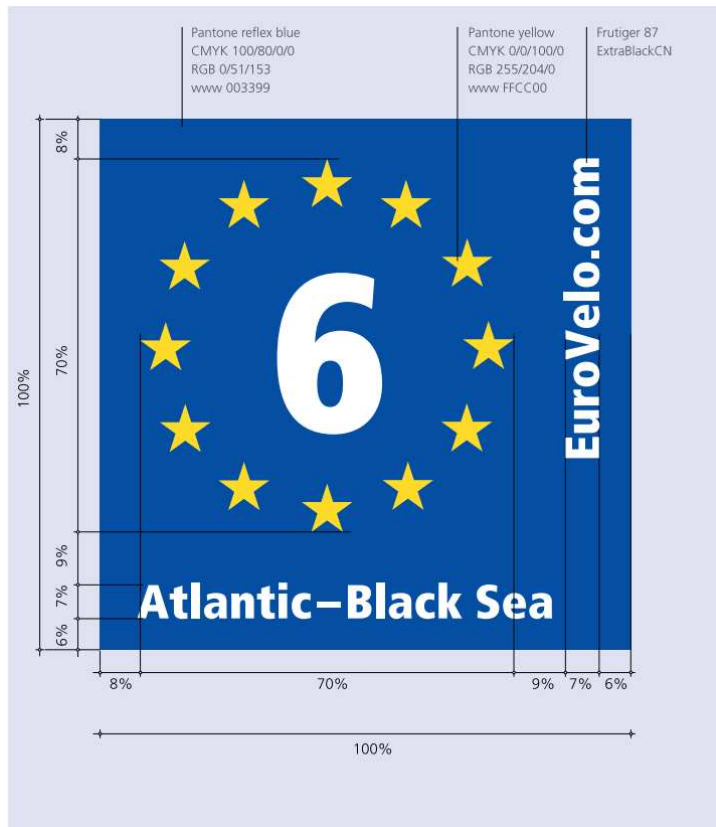 Pantone reflex blue
CMYK 100/80/0/0
RGB 0/51/153
www 003399
Pantone yellow
CMYK 0/0/100/0
RGB 255/204/0
www FFCC00
Frutiger 87
ExtraBlackCN
8%
70%
100%
9%
7%
6%
6
EuroVelo.com
Atlantic–Black Sea
8%
70%
9%
7%
6%
100%